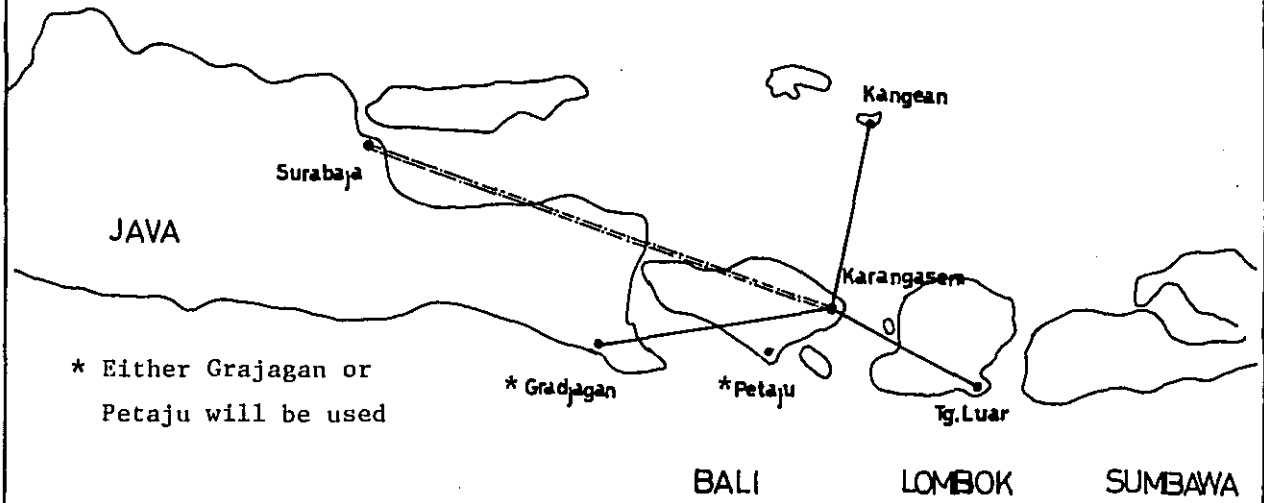 Kangean
Surabaja
JAVA
Karangasem
* Either Grajagan or
Petaju will be used
* Gradjagan
* Petaju
Tg. Luar
BALI
LOMBOK
SUMBAWA